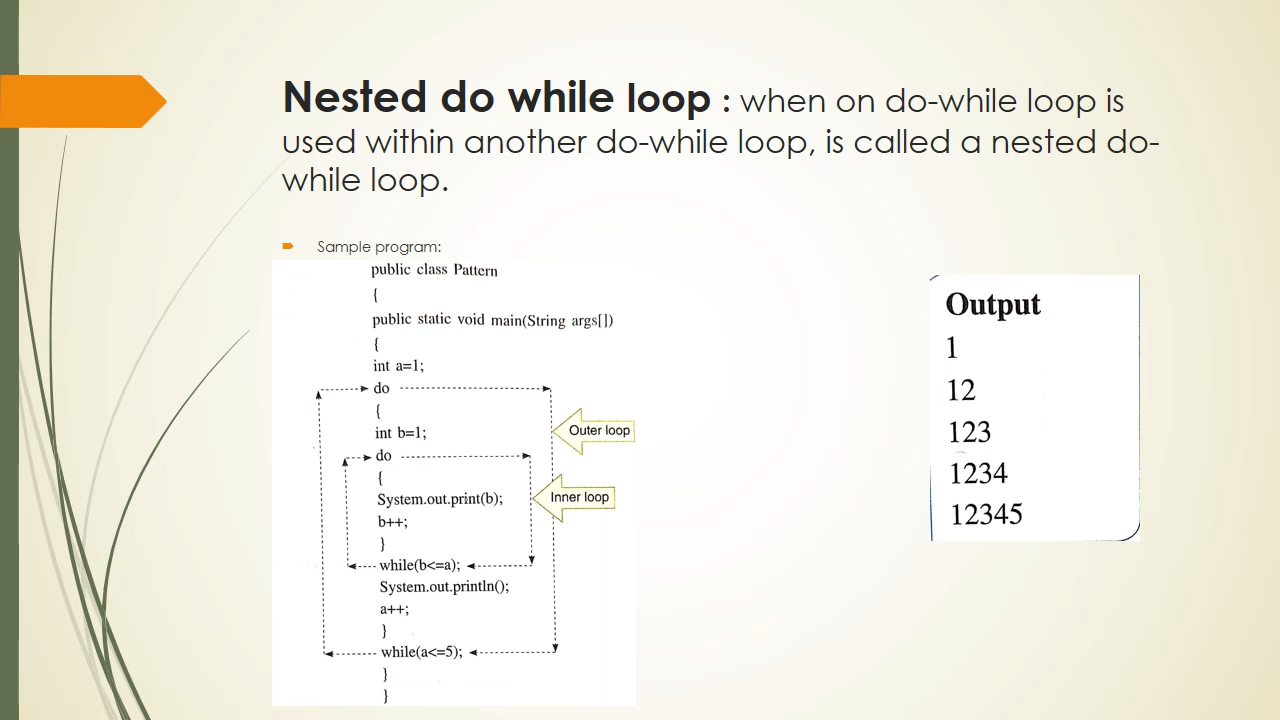 Nested do while loop : when on do-while loop is
used within another do-while loop, is called a nested do-
while loop.
Sample program:
public class Pattern
{
public static void main(String args[])
{
int a=1;
do
{
int b=1;
do
{
System.out.print(b);
b++;
}
while(b<=a);
System.out.println();
a++;
}
while(a<=5);
}
}
Outer loop
Inner loop
Output
1
12
123
1234
12345